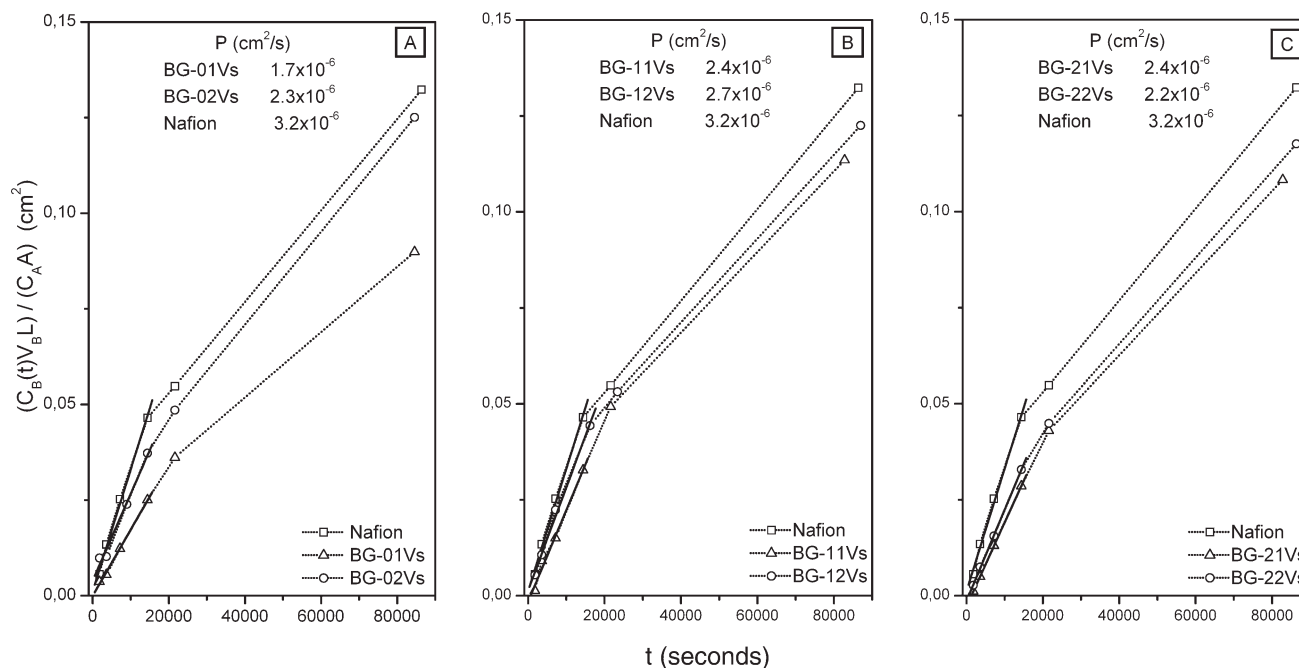 (C_B(t)V_BL) / (C_AA) (cm²)
0,15
0,10
0,05
0,00
A
P (cm²/s)
BG-01Vs 1.7x10⁻⁶
BG-02Vs 2.3x10⁻⁶
Nafion 3.2x10⁻⁶
Nafion
BG-01Vs
BG-02Vs
0 20000 40000 60000 80000
0,15
0,10
0,05
0,00
B
P (cm²/s)
BG-11Vs 2.4x10⁻⁶
BG-12Vs 2.7x10⁻⁶
Nafion 3.2x10⁻⁶
Nafion
BG-11Vs
BG-12Vs
0 20000 40000 60000 80000
0,15
0,10
0,05
0,00
C
P (cm²/s)
BG-21Vs 2.4x10⁻⁶
BG-22Vs 2.2x10⁻⁶
Nafion 3.2x10⁻⁶
Nafion
BG-21Vs
BG-22Vs
0 20000 40000 60000 80000
t (seconds)